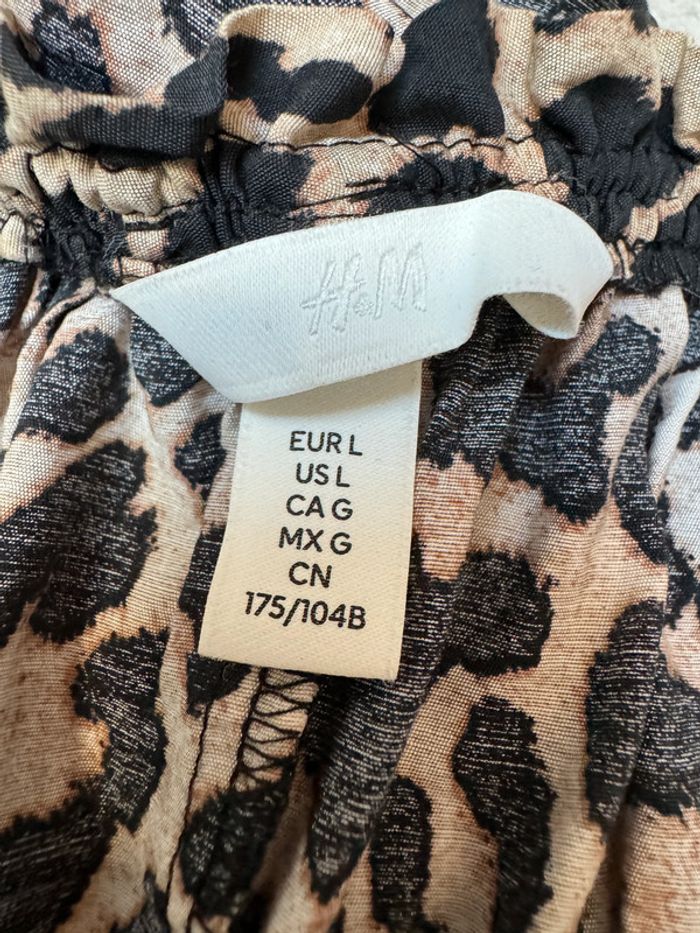 H&M
EUR L
US L
CA G
MX G
CN
175/104B